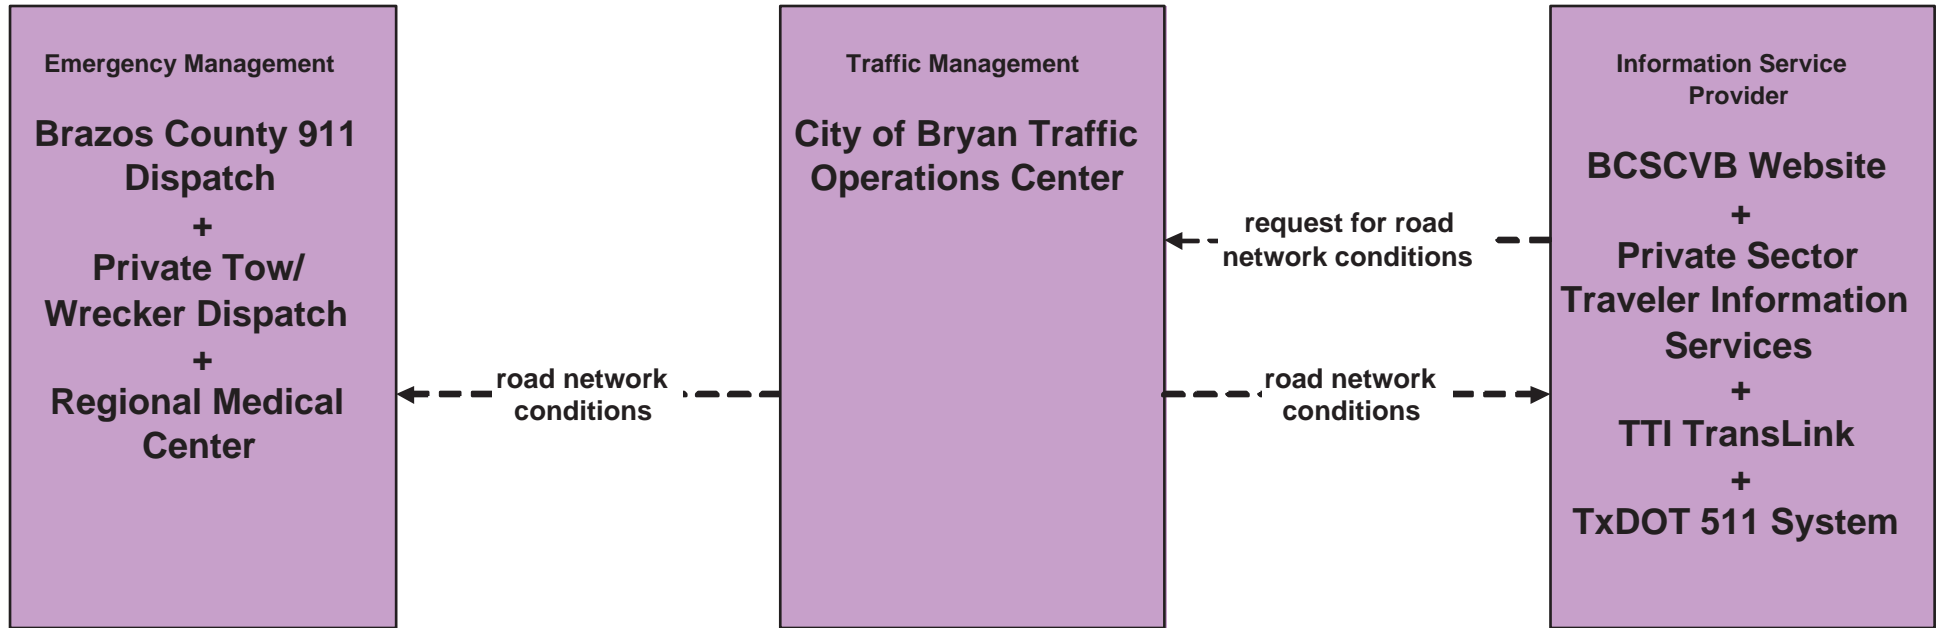 Emergency Management
Brazos County 911
Dispatch
+
Private Tow/
Wrecker Dispatch
+
Regional Medical
Center
road network
conditions
Traffic Management
City of Bryan Traffic
Operations Center
request for road
network conditions
road network
conditions
Information Service
Provider
BCSCVB Website
+
Private Sector
Traveler Information
Services
+
TTI TransLink
+
TxDOT 511 System